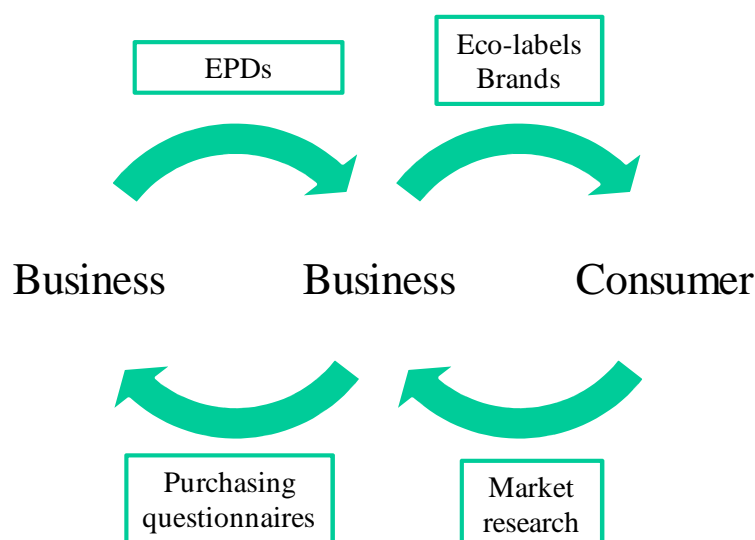 EPDs
Eco-labels
Brands
Business
Business
Consumer
Purchasing
questionnaires
Market
research